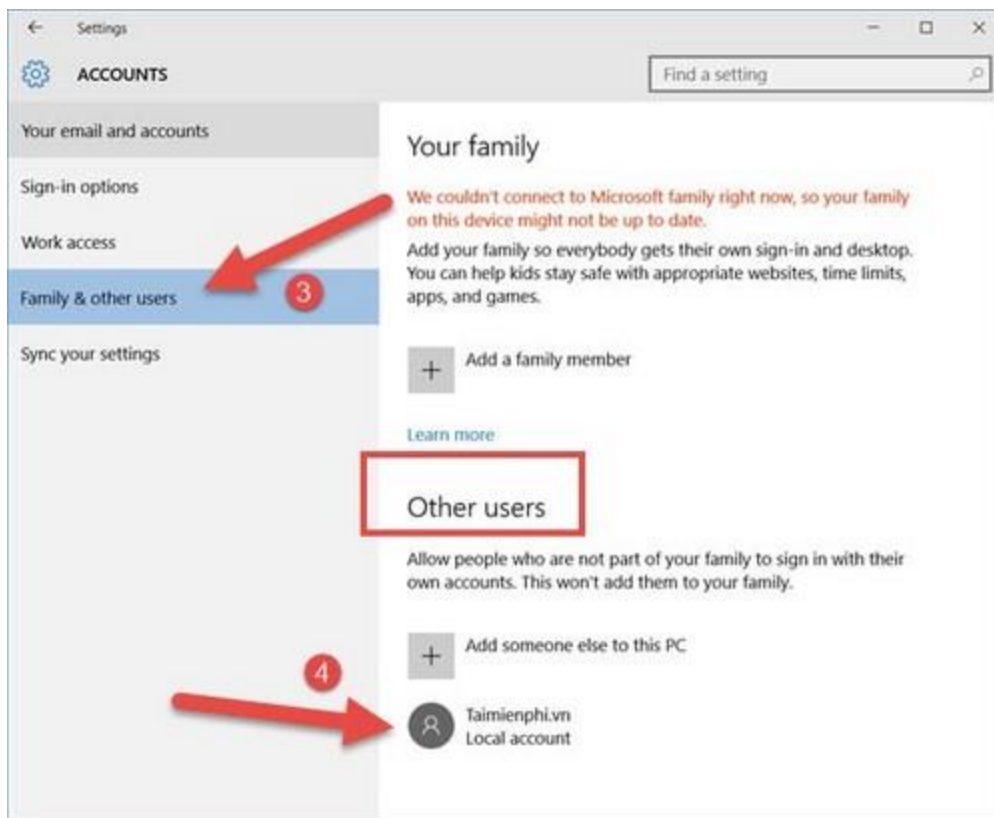 Settings
ACCOUNTS
Find a setting
Your email and accounts
Sign-in options
Work access
Family & other users
3
Sync your settings
Your family
We couldn't connect to Microsoft family right now, so your family
on this device might not be up to date.
Add your family so everybody gets their own sign-in and desktop.
You can help kids stay safe with appropriate websites, time limits,
apps, and games.
Add a family member
Learn more
Other users
Allow people who are not part of your family to sign in with their
own accounts. This won't add them to your family.
Add someone else to this PC
4
Taimienphi.vn
Local account